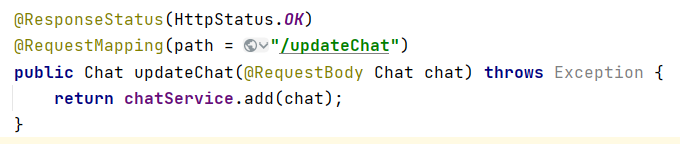 @ResponseStatus(HttpStatus.OK)
@RequestMapping(path = "/updateChat")
public Chat updateChat(@RequestBody Chat chat) throws Exception {
    return chatService.add(chat);
}